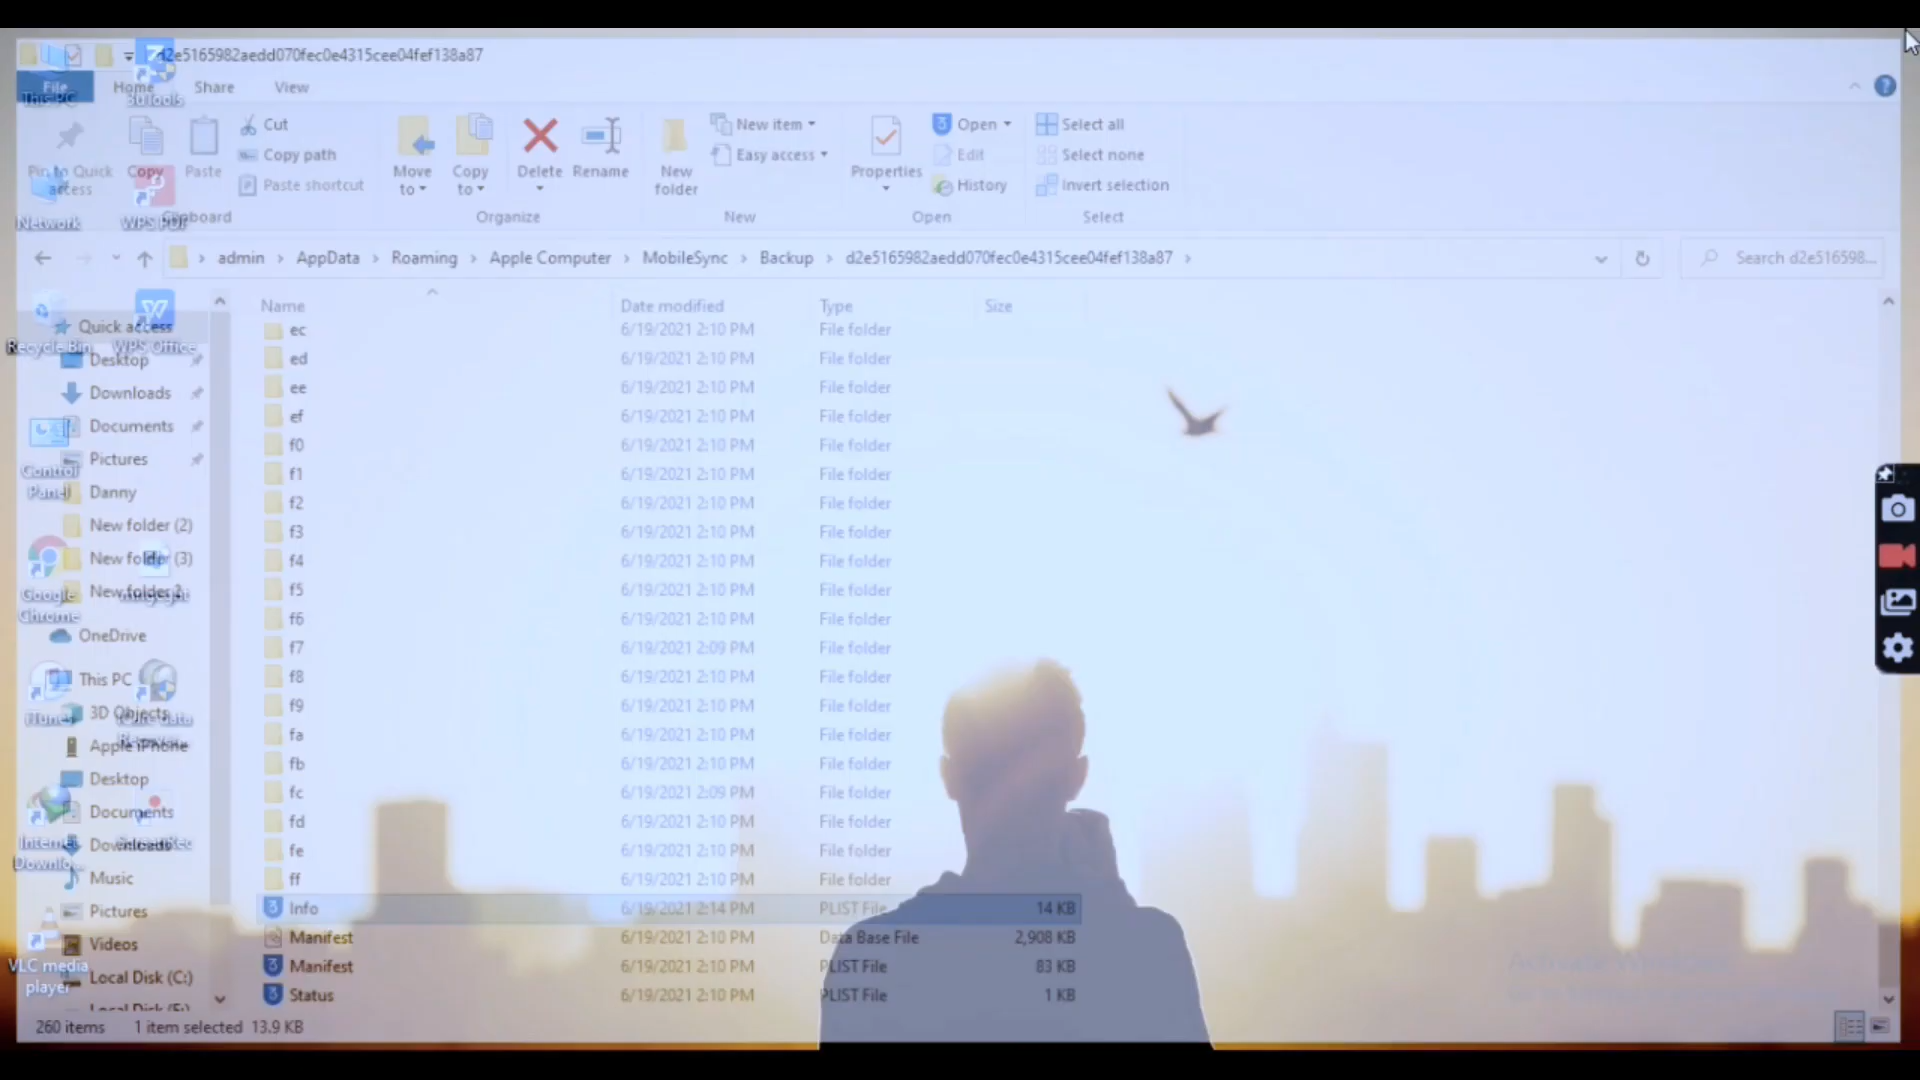 d2e5165982aedd070fec0e4315cee04fef138a87
File Home Share View
This PC 3uTools
Cut
Copy path
Paste shortcut
Pin to Quick access
Copy Paste
Move to
Copy to
Delete Rename
New folder
New item
Easy access
Properties
Open
Edit
History
Select all
Select none
Invert selection
Clipboard Organize New Open Select
Network WPS PDF
admin AppData Roaming Apple Computer MobileSync Backup d2e5165982aedd070fec0e4315cee04fef138a87
Search d2e516598...
Name Date modified Type Size
ec 6/19/2021 2:10 PM File folder
ed 6/19/2021 2:10 PM File folder
ee 6/19/2021 2:10 PM File folder
ef 6/19/2021 2:10 PM File folder
f0 6/19/2021 2:10 PM File folder
f1 6/19/2021 2:10 PM File folder
f2 6/19/2021 2:10 PM File folder
f3 6/19/2021 2:10 PM File folder
f4 6/19/2021 2:10 PM File folder
f5 6/19/2021 2:10 PM File folder
f6 6/19/2021 2:10 PM File folder
f7 6/19/2021 2:09 PM File folder
f8 6/19/2021 2:10 PM File folder
f9 6/19/2021 2:10 PM File folder
fa 6/19/2021 2:10 PM File folder
fb 6/19/2021 2:10 PM File folder
fc 6/19/2021 2:09 PM File folder
fd 6/19/2021 2:10 PM File folder
fe 6/19/2021 2:10 PM File folder
ff 6/19/2021 2:10 PM File folder
Info 6/19/2021 2:14 PM PLIST File 14 KB
Manifest 6/19/2021 2:10 PM Data Base File 2,908 KB
Manifest 6/19/2021 2:10 PM PLIST File 83 KB
Status 6/19/2021 2:10 PM PLIST File 1 KB
Quick access
Desktop
Downloads
Documents
Pictures
Danny
New folder (2)
New folder (3)
New folder 2
OneDrive
This PC
3D Objects
Apple iPhone
Desktop
Documents
Downloads
Music
Pictures
Videos
Local Disk (C:)
Recycle Bin
WPS Office
Control Panel
Google Chrome
iTunes
Internet Downlo...
VLC media player
Activate Windows
260 items 1 item selected 13.9 KB